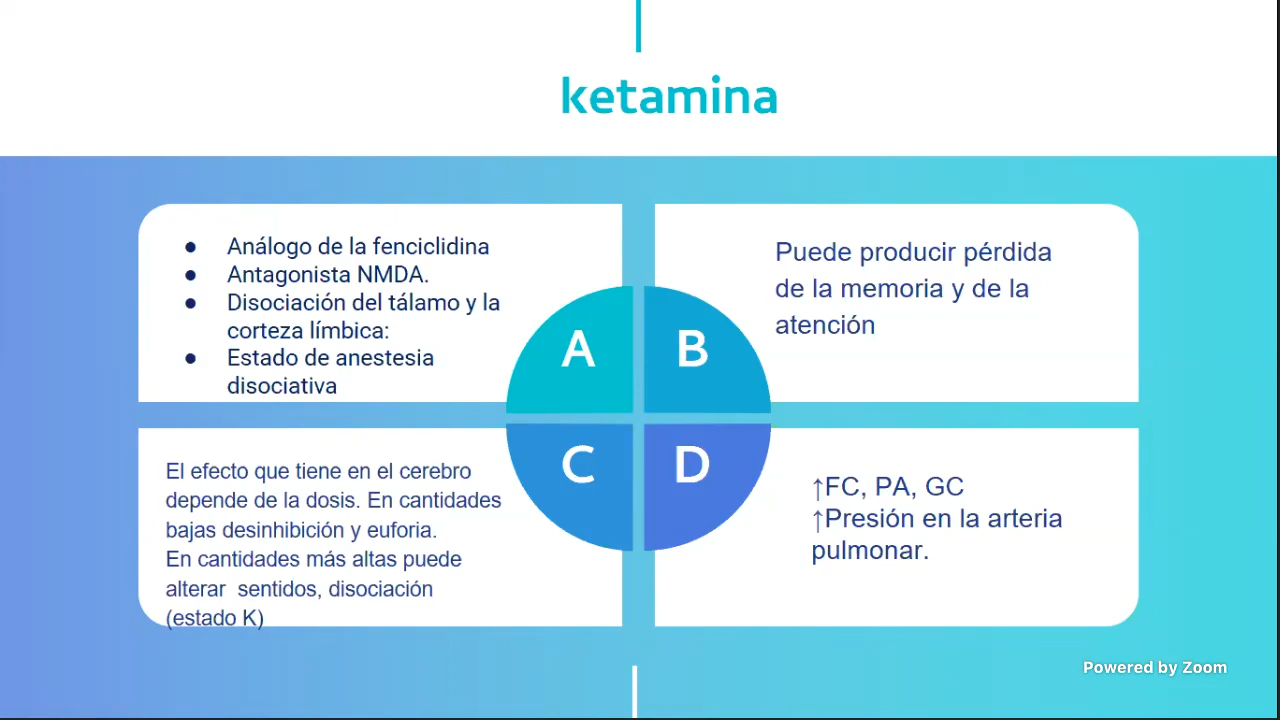 ketamina
● Análogo de la fenciclidina
● Antagonista NMDA.
● Disociación del tálamo y la
corteza límbica:
● Estado de anestesia
disociativa
A
Puede producir pérdida
de la memoria y de la
atención
B
El efecto que tiene en el cerebro
depende de la dosis. En cantidades
bajas desinhibición y euforia.
En cantidades más altas puede
alterar  sentidos, disociación
(estado K)
C
↑FC, PA, GC
↑Presión en la arteria
pulmonar.
D
Powered by Zoom